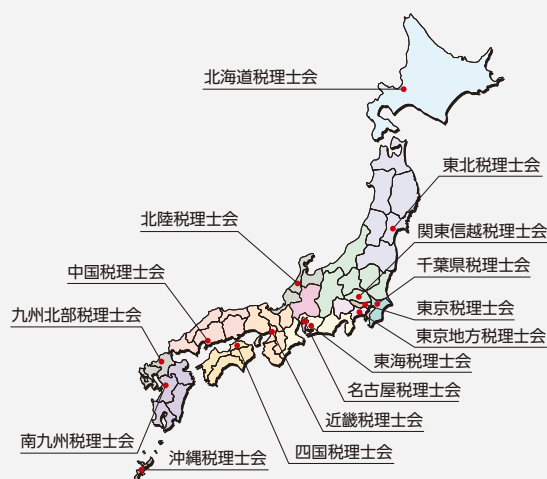 北海道税理士会
東北税理士会
北陸税理士会
関東信越税理士会
中国税理士会
千葉県税理士会
九州北部税理士会
東京税理士会
東京地方税理士会
東海税理士会
名古屋税理士会
近畿税理士会
南九州税理士会
沖縄税理士会
四国税理士会